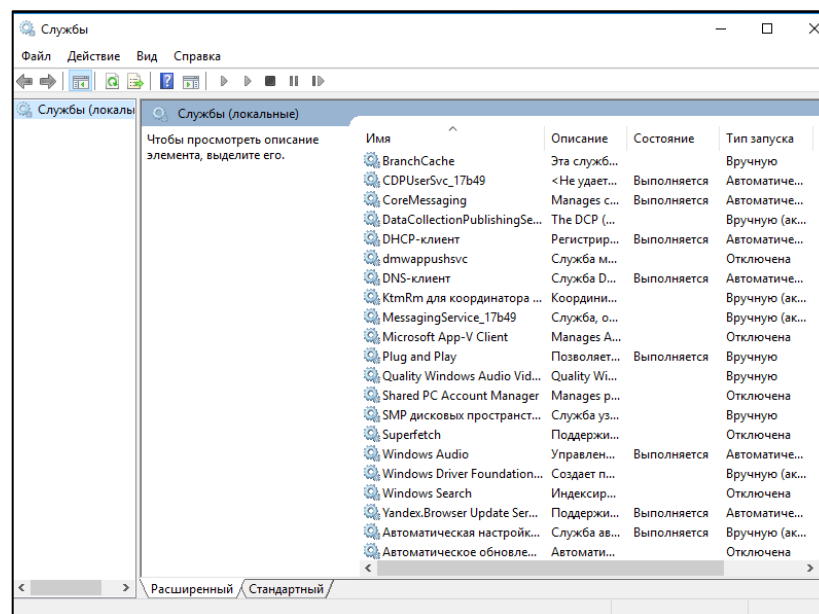 Службы
Файл Действие Вид Справка
Службы (локалы
Службы (локальные)
Чтобы просмотреть описание
элемента, выделите его.
Имя Описание Состояние Тип запуска
BranchCache Эта служб... Вручную
CDPUserSvc_17b49 <Не удает... Выполняется Автоматиче...
CoreMessaging Manages c... Выполняется Автоматиче...
DataCollectionPublishingSe... The DCP (... Вручную (ак...
DHCP-клиент Регистрир... Выполняется Автоматиче...
dmwappushsvc Служба м... Отключена
DNS-клиент Служба D... Выполняется Автоматиче...
KtmRm для координатора ... Координи... Вручную (ак...
MessagingService_17b49 Служба, о... Вручную (ак...
Microsoft App-V Client Manages A... Отключена
Plug and Play Позволяет... Выполняется Вручную
Quality Windows Audio Vid... Quality Wi... Вручную
Shared PC Account Manager Manages p... Отключена
SMP дисковых пространст... Служба уз... Вручную
Superfetch Поддержи... Отключена
Windows Audio Управлен... Выполняется Автоматиче...
Windows Driver Foundation... Создает п... Вручную (ак...
Windows Search Индексир... Отключена
Yandex.Browser Update Ser... Поддержи... Выполняется Автоматиче...
Автоматическая настройк... Служба ав... Выполняется Вручную (ак...
Автоматическое обновле... Автомати... Отключена
Расширенный Стандартный